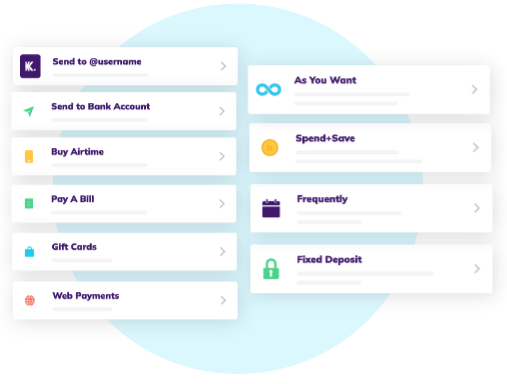 K.
Send to @username
Send to Bank Account
Buy Airtime
Pay A Bill
Gift Cards
Web Payments
As You Want
Spend+Save
Frequently
Fixed Deposit